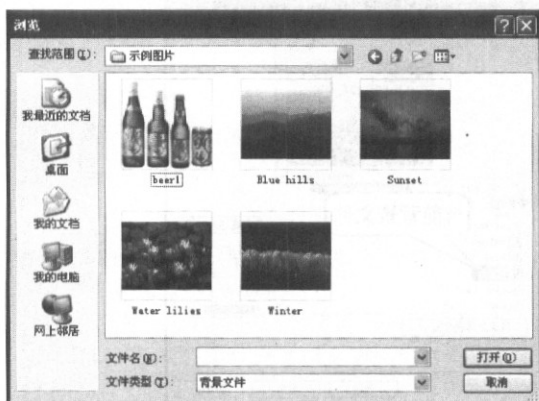 浏览
查找范围(I):
示例图片
我最近的文档
桌面
我的文档
我的电脑
网上邻居
beer1
Blue hills
Sunset
Water lilies
Winter
文件名(N):
打开(O)
文件类型(T):
背景文件
取消